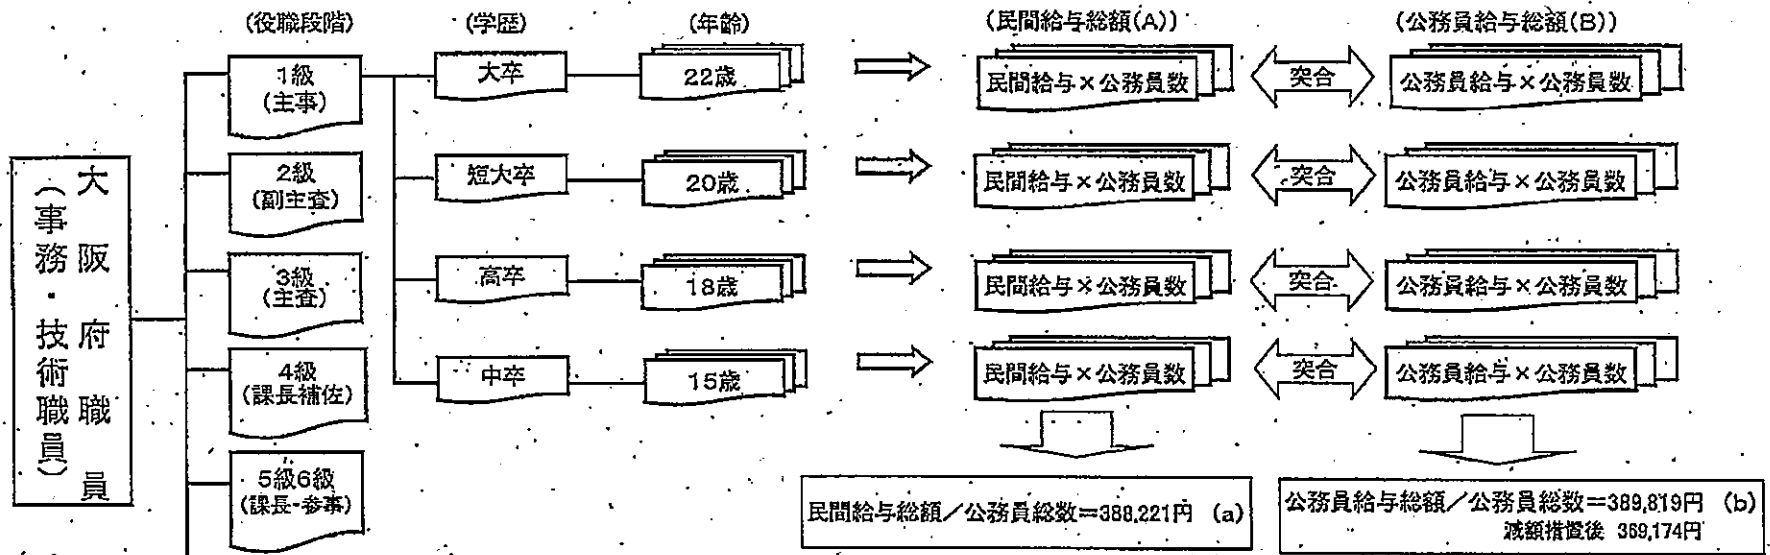 (役職段階)
(学歴)
(年齢)
(民間給与総額(A))
(公務員給与総額(B))
大阪府職員
(事務・技術職員)
1級
(主事)
2級
(副主査)
3級
(主査)
4級
(課長補佐)
5級6級
(課長・参事)
大卒
22歳
民間給与×公務員数
突合
公務員給与×公務員数
短大卒
20歳
民間給与×公務員数
突合
公務員給与×公務員数
高卒
18歳
民間給与×公務員数
突合
公務員給与×公務員数
中卒
15歳
民間給与×公務員数
突合
公務員給与×公務員数
民間給与総額/公務員総数=388,221円 (a)
公務員給与総額/公務員総数=389,819円 (b)
減額措置後 369,174円